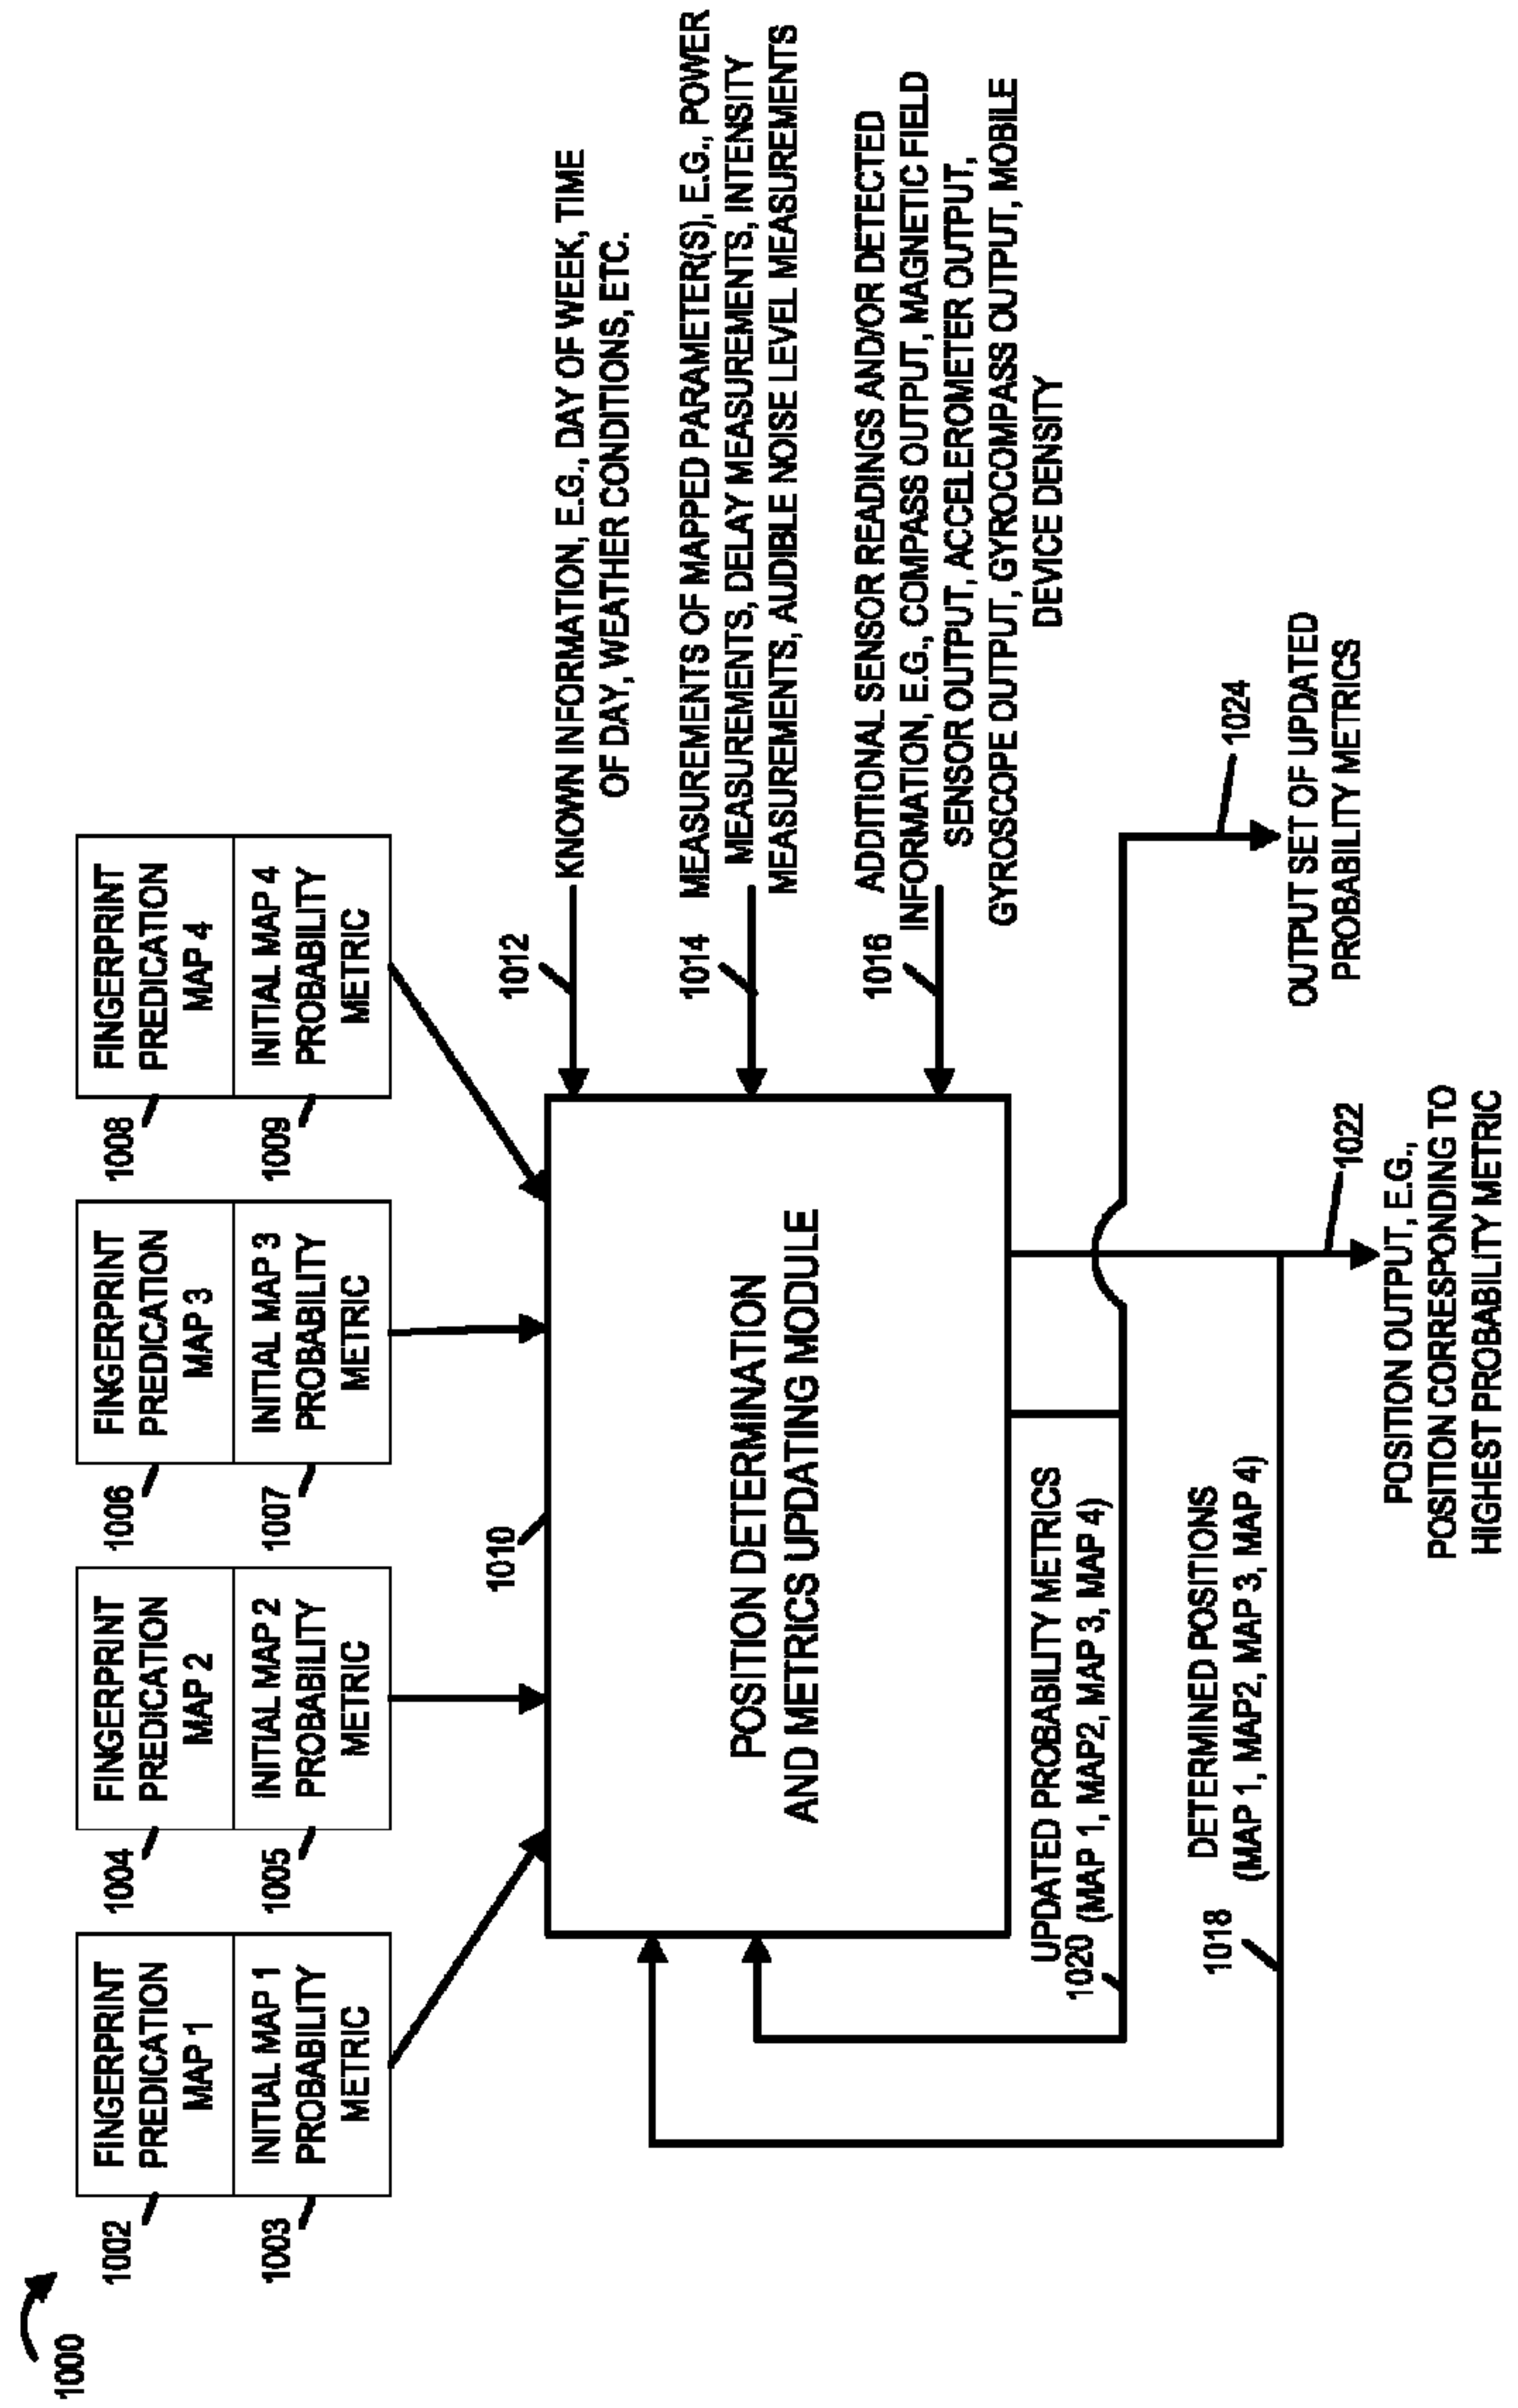 1000
1002
FINGERPRINT
PREDICATION
MAP 1
1003
INITIAL MAP 1
PROBABILITY
METRIC
1004
FINGERPRINT
PREDICATION
MAP 2
1005
INITIAL MAP 2
PROBABILITY
METRIC
1006
FINGERPRINT
PREDICATION
MAP 3
1007
INITIAL MAP 3
PROBABILITY
METRIC
1008
FINGERPRINT
PREDICATION
MAP 4
1009
INITIAL MAP 4
PROBABILITY
METRIC
1010
POSITION DETERMINATION
AND METRICS UPDATING MODULE
1012
KNOWN INFORMATION, E.G., DAY OF WEEK, TIME
OF DAY, WEATHER CONDITIONS, ETC.
1014
MEASUREMENTS OF MAPPED PARAMETER(S), E.G., POWER
MEASUREMENTS, DELAY MEASUREMENTS, INTENSITY
MEASUREMENTS, AUDIBLE NOISE LEVEL MEASUREMENTS
1016
ADDITIONAL SENSOR READINGS AND/OR DETECTED
INFORMATION, E.G., COMPASS OUTPUT, MAGNETIC FIELD
SENSOR OUTPUT, ACCELEROMETER OUTPUT,
GYROSCOPE OUTPUT, GYROCOMPASS OUTPUT, MOBILE
DEVICE DENSITY
UPDATED PROBABILITY METRICS
1020 (MAP 1, MAP2, MAP 3, MAP 4)
DETERMINED POSITIONS
1018 (MAP 1, MAP2, MAP 3, MAP 4)
1024
OUTPUT SET OF UPDATED
PROBABILITY METRICS
1022
POSITION OUTPUT, E.G.,
POSITION CORRESPONDING TO
HIGHEST PROBABILITY METRIC